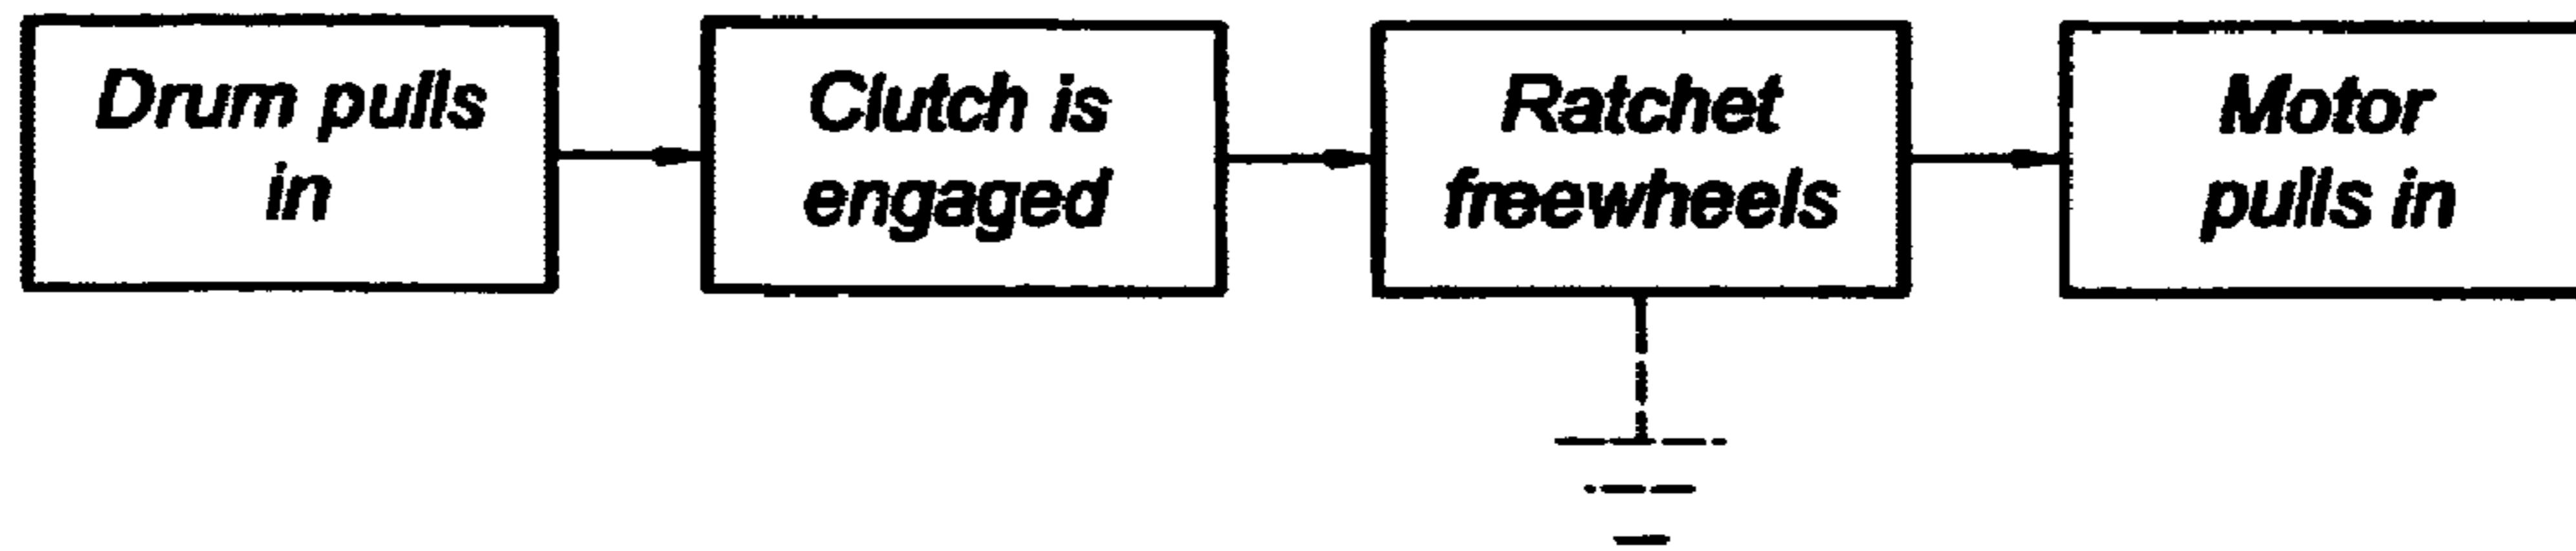 Drum pulls
in
Clutch is
engaged
Ratchet
freewheels
Motor
pulls in